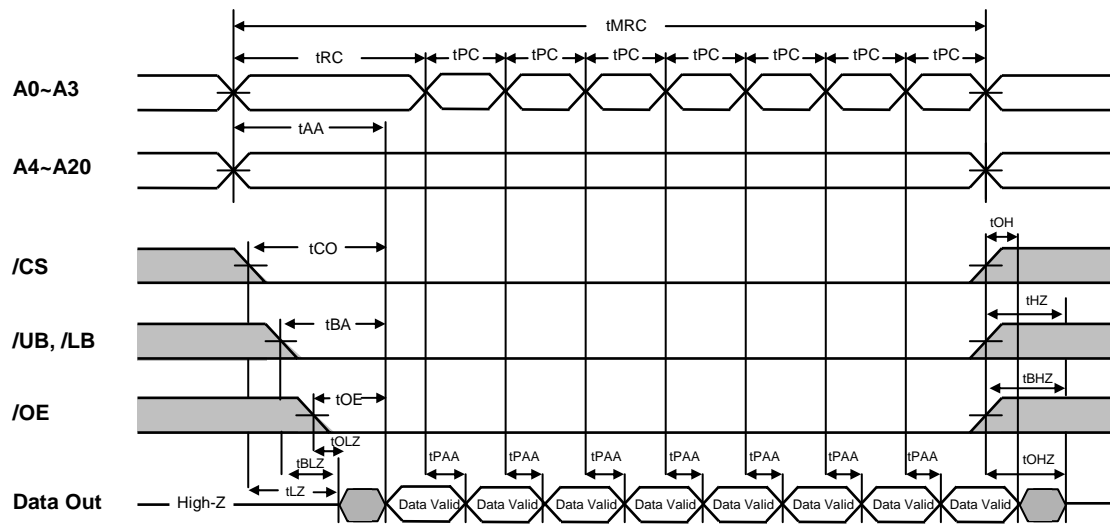 tMRC
tRC tPC tPC tPC tPC tPC tPC tPC
A0~A3
tAA
A4~A20
tOH
tCO
/CS
tHZ
tBA
/UB, /LB
tBHZ
tOE
/OE
tOLZ
tPAA tPAA tPAA tPAA tPAA tPAA tPAA
tBLZ tOHZ
tLZ
Data Out High-Z Data Valid Data Valid Data Valid Data Valid Data Valid Data Valid Data Valid Data Valid